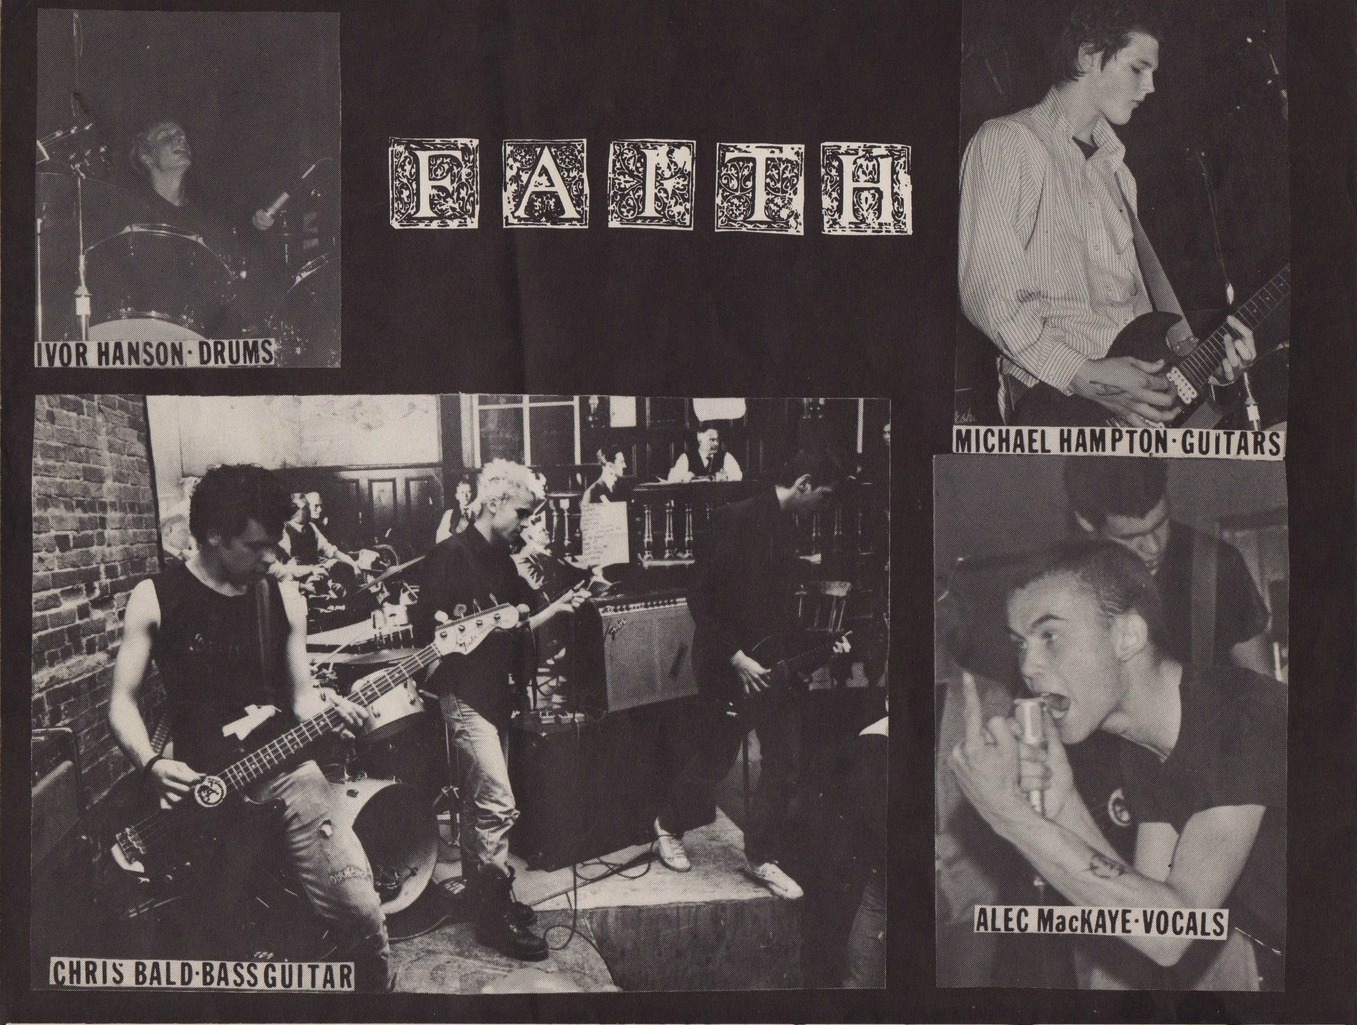 FAITH
IVOR HANSON·DRUMS
MICHAEL HAMPTON·GUITARS
CHRIS BALD·BASS GUITAR
ALEC MacKAYE·VOCALS